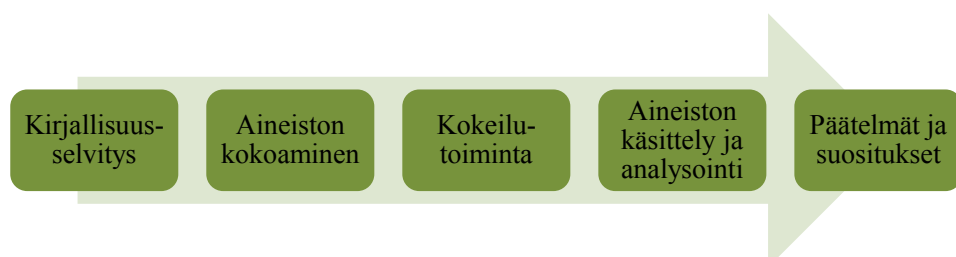 Kirjallisuus-
selvitys
Aineiston
kokoaminen
Kokeilu-
toiminta
Aineiston
käsittely ja
analysointi
Päätelmät ja
suositukset